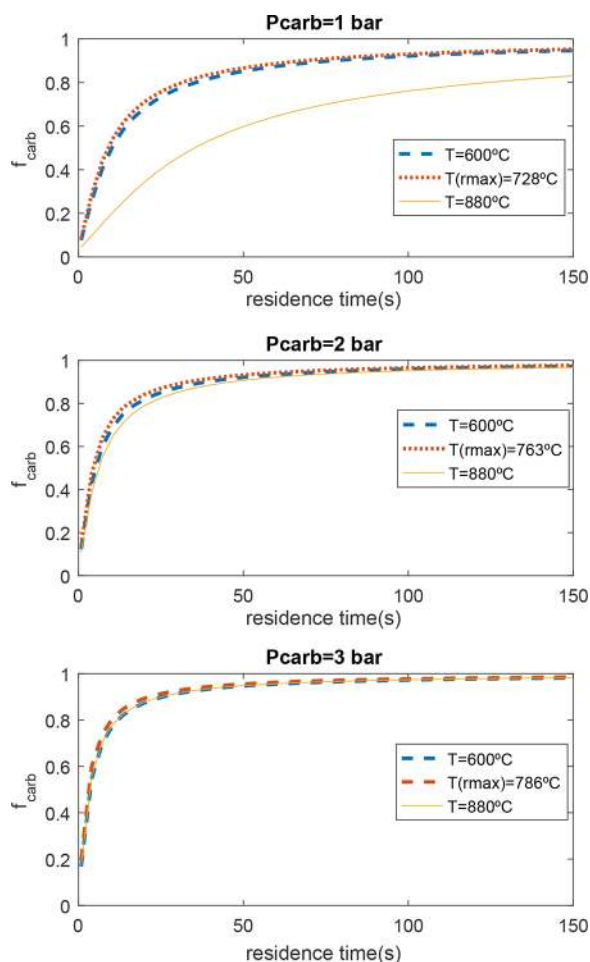 Pcarb=1 bar
1
0.8
0.6
0.4
0.2
0
f_carb
T=600ºC
T(rmax)=728ºC
T=880ºC
0 50 100 150
residence time(s)
Pcarb=2 bar
1
0.8
0.6
0.4
0.2
0
f_carb
T=600ºC
T(rmax)=763ºC
T=880ºC
0 50 100 150
residence time(s)
Pcarb=3 bar
1
0.8
0.6
0.4
0.2
0
f_carb
T=600ºC
T(rmax)=786ºC
T=880ºC
0 50 100 150
residence time(s)